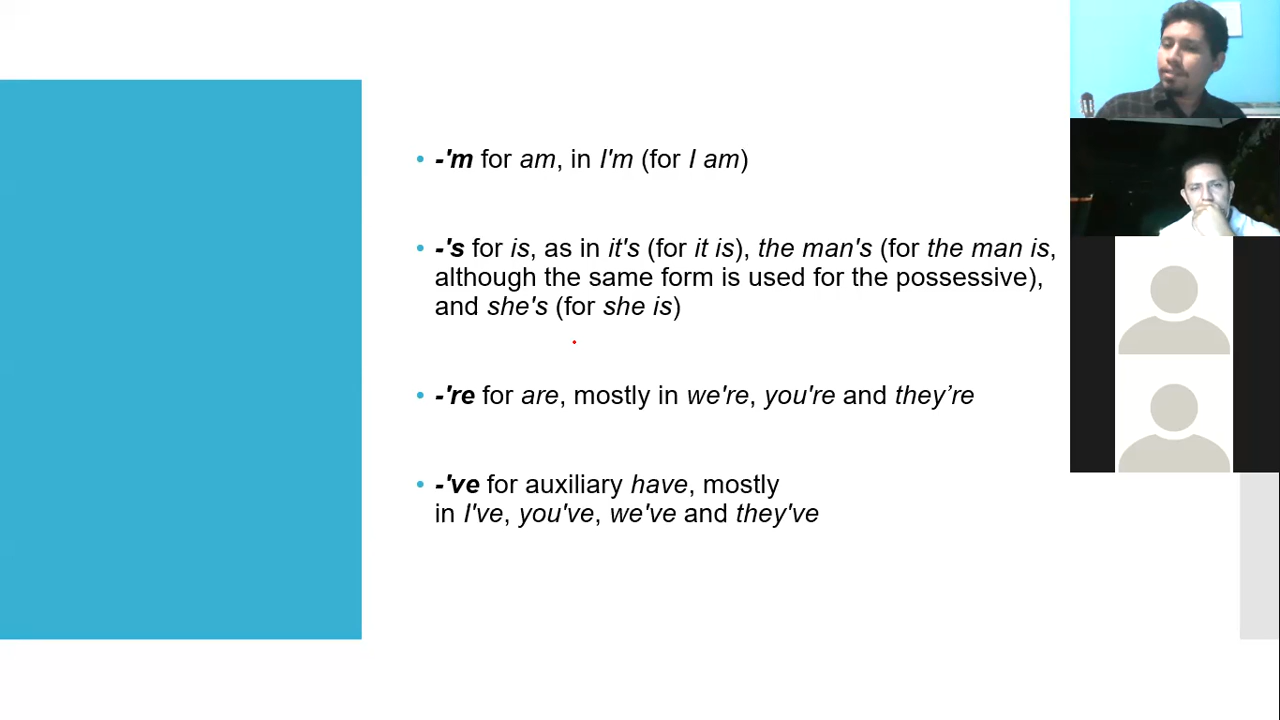 • -'m for am, in I'm (for I am)
• -'s for is, as in it's (for it is), the man's (for the man is,
although the same form is used for the possessive),
and she's (for she is)
• -'re for are, mostly in we're, you're and they’re
• -'ve for auxiliary have, mostly
in I've, you've, we've and they've